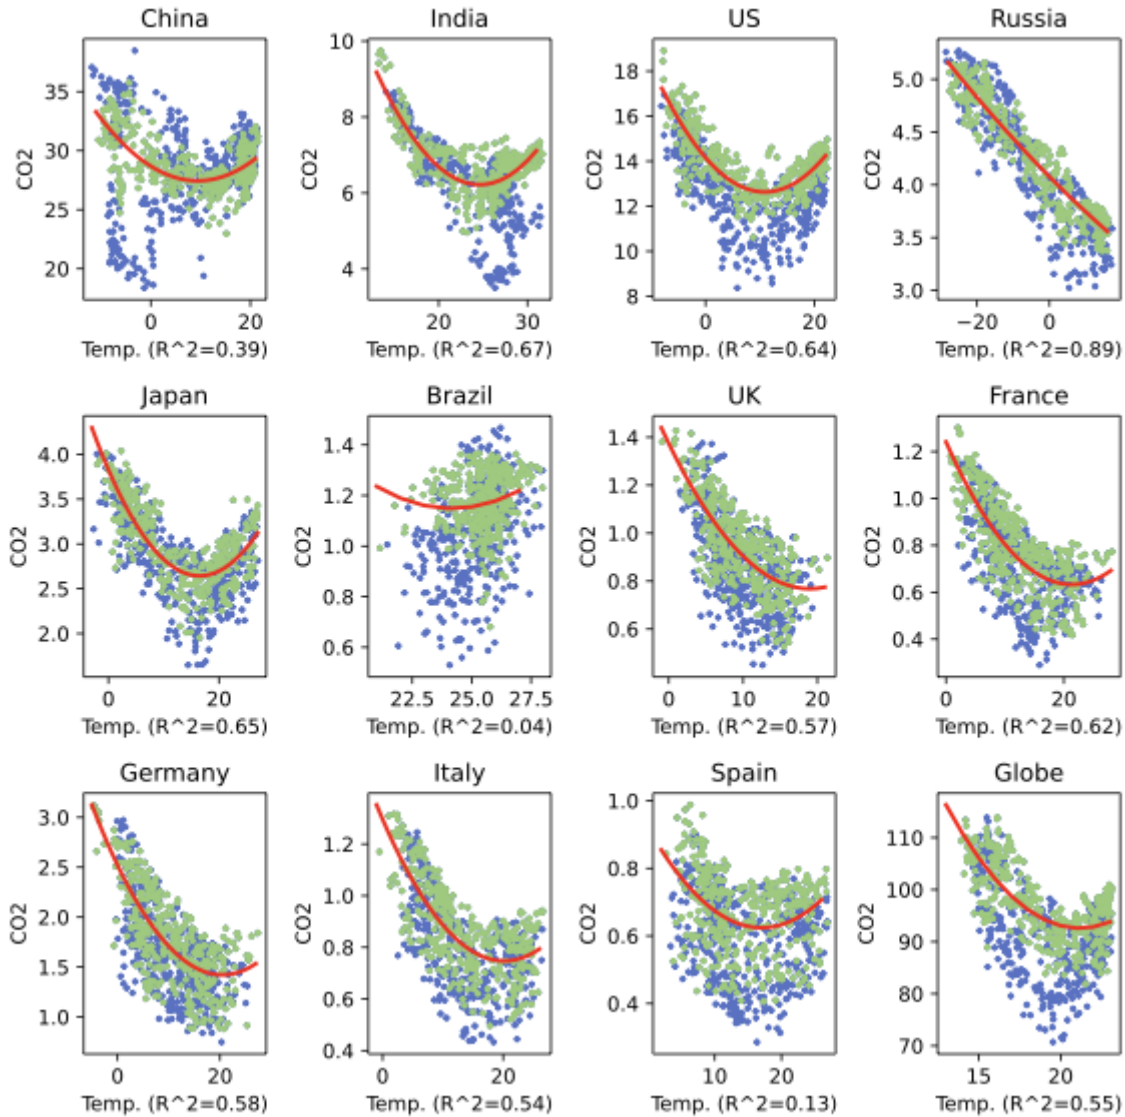 China India US Russia
35
30
25
20
CO2
0 20
Temp. (R^2=0.39)
10
8
6
4
CO2
20 30
Temp. (R^2=0.67)
18
16
14
12
10
8
CO2
0 20
Temp. (R^2=0.64)
5.0
4.5
4.0
3.5
3.0
CO2
−20 0
Temp. (R^2=0.89)
Japan Brazil UK France
4.0
3.5
3.0
2.5
2.0
CO2
0 20
Temp. (R^2=0.65)
1.4
1.2
1.0
0.8
0.6
CO2
22.5 25.0 27.5
Temp. (R^2=0.04)
1.4
1.2
1.0
0.8
0.6
CO2
0 10 20
Temp. (R^2=0.57)
1.2
1.0
0.8
0.6
0.4
CO2
0 20
Temp. (R^2=0.62)
Germany Italy Spain Globe
3.0
2.5
2.0
1.5
1.0
CO2
0 20
Temp. (R^2=0.58)
1.2
1.0
0.8
0.6
0.4
CO2
0 10 20
Temp. (R^2=0.54)
1.0
0.8
0.6
0.4
CO2
10 20
Temp. (R^2=0.13)
110
100
90
80
70
CO2
15 20
Temp. (R^2=0.55)